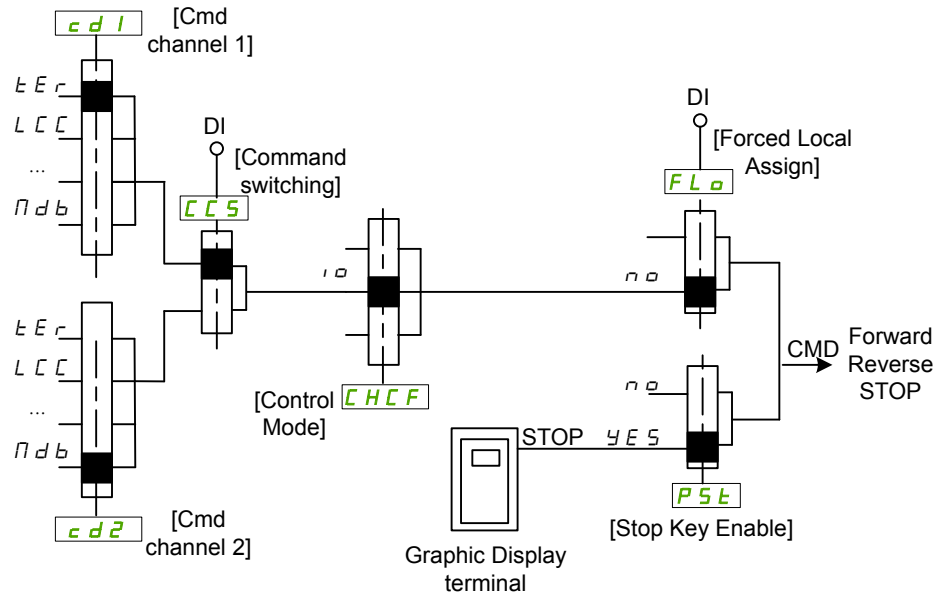 cd1
[Cmd
channel 1]
tEr
LCC
...
Mdb
DI
[Command
switching]
CCS
tEr
LCC
...
Mdb
cd2
[Cmd
channel 2]
io
[Control
Mode]
CHCF
DI
[Forced Local
Assign]
FLo
no
CMD
Forward
Reverse
STOP
no
STOP
YES
PSt
[Stop Key Enable]
Graphic Display
terminal